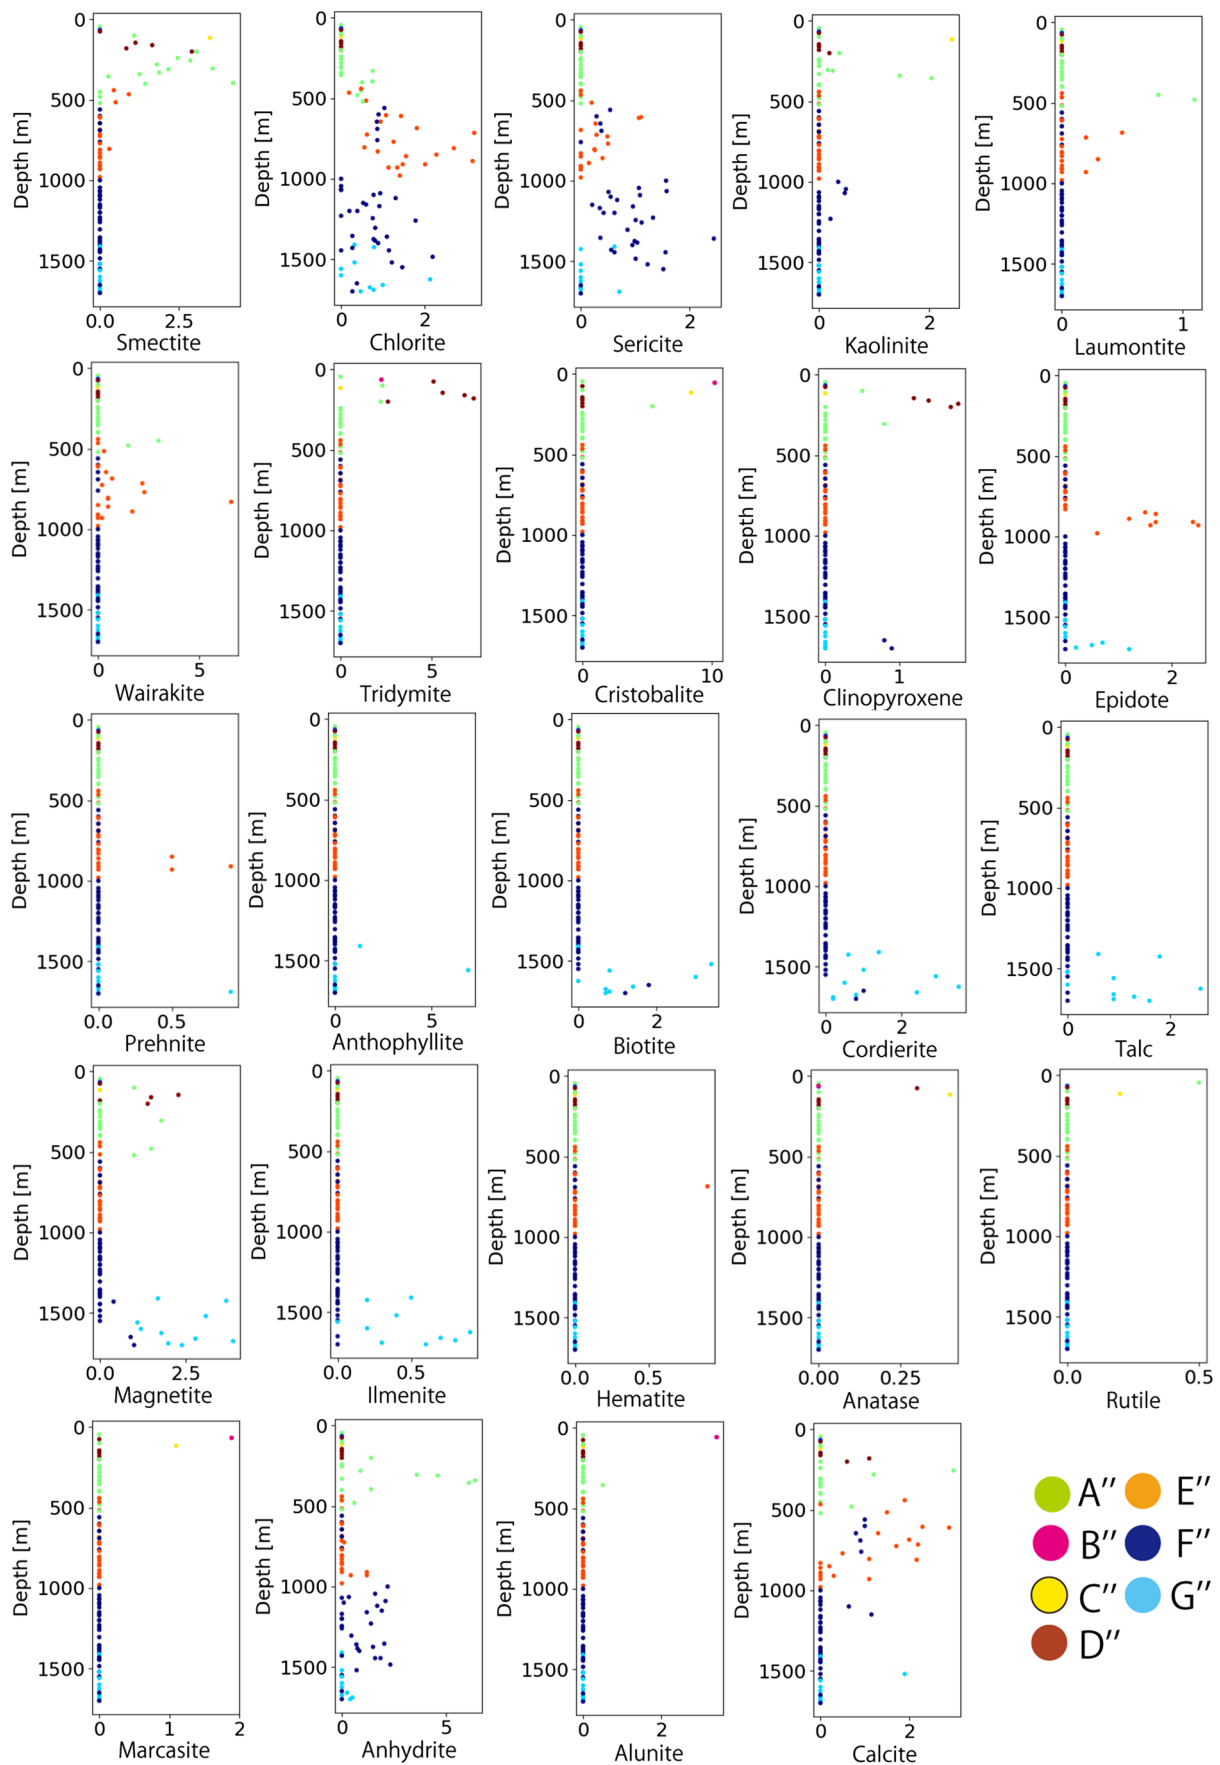 0
500
1000
1500
Depth [m]
0.0 2.5
Smectite
0
500
1000
1500
Depth [m]
0 2
Chlorite
0
500
1000
1500
Depth [m]
0 2
Sericite
0
500
1000
1500
Depth [m]
0 2
Kaolinite
0
500
1000
1500
Depth [m]
0 1
Laumontite
0
500
1000
1500
Depth [m]
0 5
Wairakite
0
500
1000
1500
Depth [m]
0 5
Tridymite
0
500
1000
1500
Depth [m]
0 10
Cristobalite
0
500
1000
1500
Depth [m]
0 1
Clinopyroxene
0
500
1000
1500
Depth [m]
0 2
Epidote
0
500
1000
1500
Depth [m]
0.0 0.5
Prehnite
0
500
1000
1500
Depth [m]
0 5
Anthophyllite
0
500
1000
1500
Depth [m]
0 2
Biotite
0
500
1000
1500
Depth [m]
0 2
Cordierite
0
500
1000
1500
Depth [m]
0 2
Talc
0
500
1000
1500
Depth [m]
0.0 2.5
Magnetite
0
500
1000
1500
Depth [m]
0.0 0.5
Ilmenite
0
500
1000
1500
Depth [m]
0.0 0.5
Hematite
0
500
1000
1500
Depth [m]
0.00 0.25
Anatase
0
500
1000
1500
Depth [m]
0.0 0.5
Rutile
0
500
1000
1500
Depth [m]
0 1 2
Marcasite
0
500
1000
1500
Depth [m]
0 5
Anhydrite
0
500
1000
1500
Depth [m]
0 2
Alunite
0
500
1000
1500
Depth [m]
0 2
Calcite
A″ E″
B″ F″
C″ G″
D″